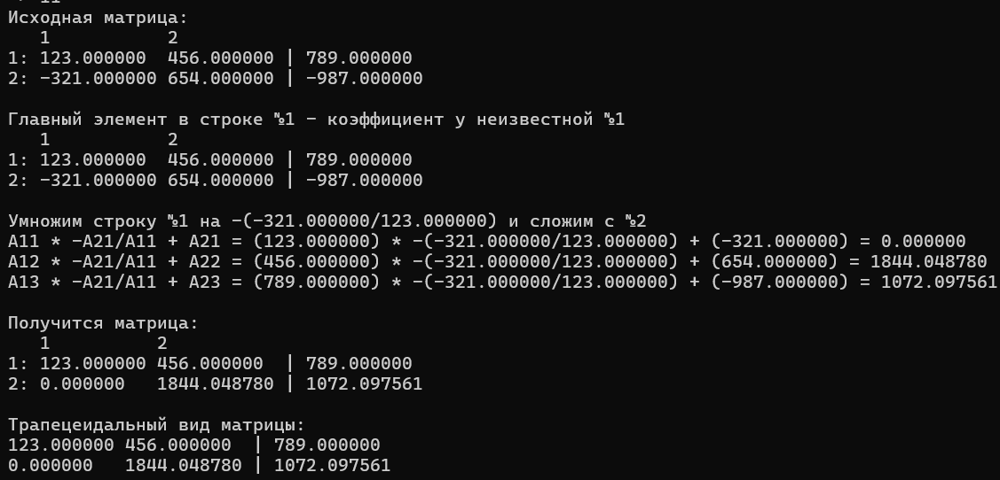 Исходная матрица:
1 2
1: 123.000000 456.000000 | 789.000000
2: -321.000000 654.000000 | -987.000000
Главный элемент в строке №1 - коэффициент у неизвестной №1
1 2
1: 123.000000 456.000000 | 789.000000
2: -321.000000 654.000000 | -987.000000
Умножим строку №1 на -(-321.000000/123.000000) и сложим с №2
A11 * -A21/A11 + A21 = (123.000000) * -(-321.000000/123.000000) + (-321.000000) = 0.000000
A12 * -A21/A11 + A22 = (456.000000) * -(-321.000000/123.000000) + (654.000000) = 1844.048780
A13 * -A21/A11 + A23 = (789.000000) * -(-321.000000/123.000000) + (-987.000000) = 1072.097561
Получится матрица:
1 2
1: 123.000000 456.000000 | 789.000000
2: 0.000000 1844.048780 | 1072.097561
Трапецеидальный вид матрицы:
123.000000 456.000000 | 789.000000
0.000000 1844.048780 | 1072.097561